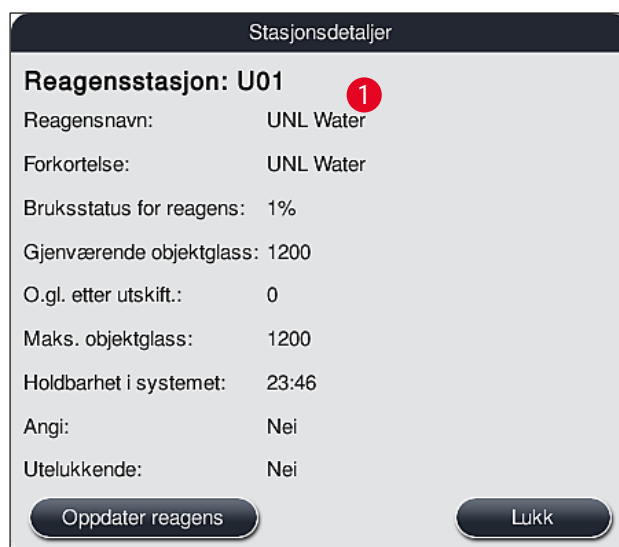 Stasjonsdetaljer
Reagensstasjon: U01
1
Reagensnavn: UNL Water
Forkortelse: UNL Water
Bruksstatus for reagens: 1%
Gjenværende objektglass: 1200
O.gl. etter utskift.: 0
Maks. objektglass: 1200
Holdbarhet i systemet: 23:46
Angi: Nei
Utelukkende: Nei
Oppdater reagens Lukk